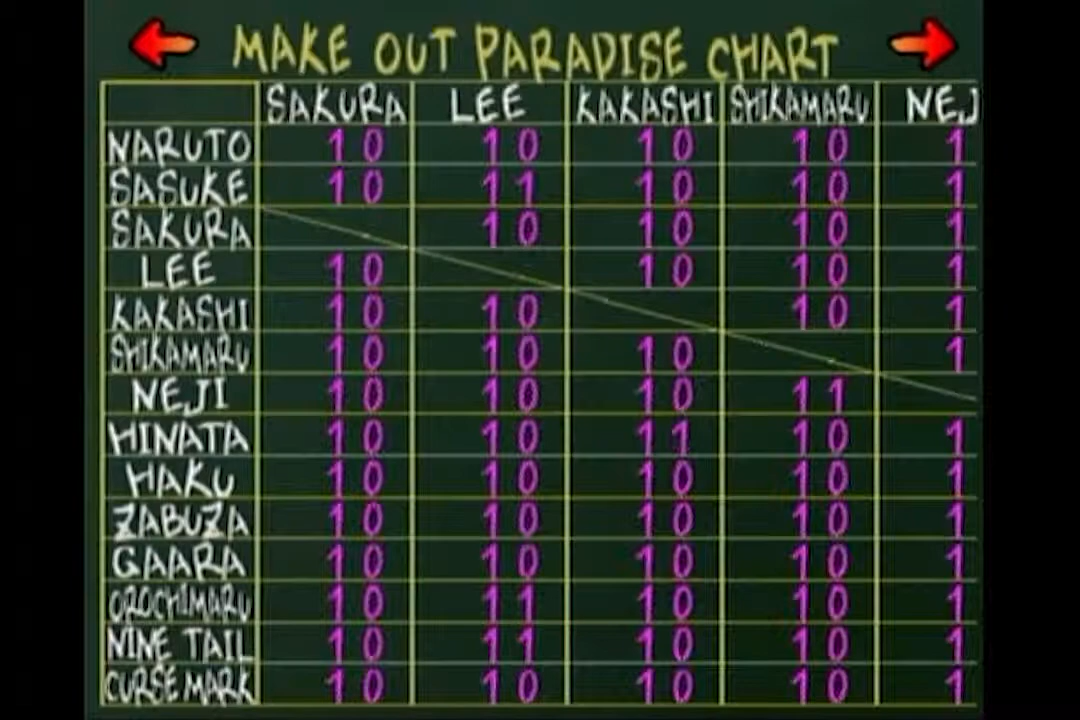 MAKE OUT PARADISE CHART
SAKURA LEE KAKASHI SHIKAMARU NEJ
NARUTO 10 10 10 10 1
SASUKE 10 11 10 10 1
SAKURA 10 10 10 1
LEE 10 10 10 1
KAKASHI 10 10 10 1
SHIKAMARU 10 10 10 1
NEJI 10 10 10 11
HINATA 10 10 11 10 1
HAKU 10 10 10 10 1
ZABUZA 10 10 10 10 1
GAARA 10 10 10 10 1
OROCHIMARU 10 11 10 10 1
NINE TAIL 10 11 10 10 1
CURSE MARK 10 10 10 10 1